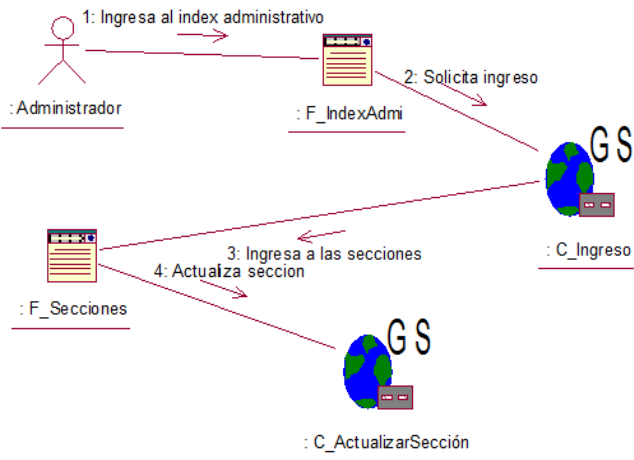 1: Ingresa al index administrativo
2: Solicita ingreso
: Administrador
: F_IndexAdmi
GS
: C_Ingreso
3: Ingresa a las secciones
4: Actualiza seccion
: F_Secciones
GS
: C_ActualizarSección